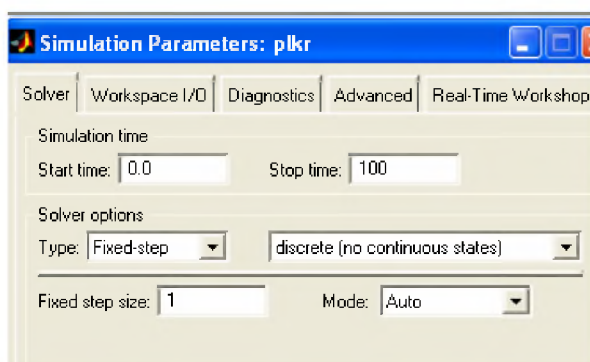 Simulation Parameters: plkr
Solver Workspace I/O Diagnostics Advanced Real-Time Workshop
Simulation time
Start time: 0.0 Stop time: 100
Solver options
Type: Fixed-step discrete (no continuous states)
Fixed step size: 1 Mode: Auto